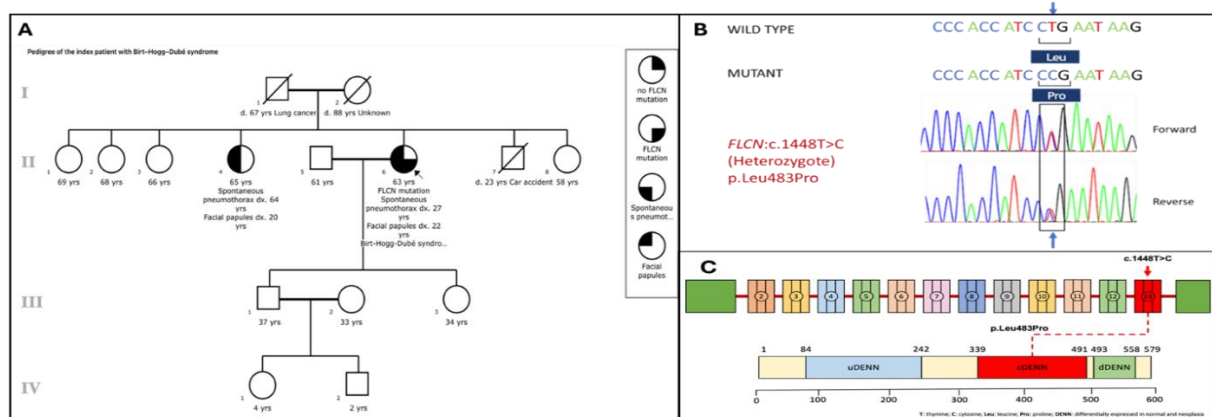 A
Pedigree of the index patient with Birt-Hogg-Dubé syndrome
I
1
2
d. 67 yrs Lung cancer
d. 88 yrs Unknown
II
1
69 yrs
2
68 yrs
3
66 yrs
4
65 yrs
Spontaneous
pneumothorax dx. 64
yrs
Facial papules dx. 20
yrs
5
61 yrs
6
63 yrs
FLCN mutation
Spontaneous
pneumothorax dx. 27
yrs
Facial papules dx. 22
yrs
Birt-Hogg-Dubé syndro...
7
d. 23 yrs Car accident
8
58 yrs
III
1
37 yrs
2
33 yrs
3
34 yrs
IV
1
4 yrs
2
2 yrs
no FLCN
mutation
FLCN
mutation
Spontaneou
s pneumot...
Facial
papules
B
WILD TYPE
CCC ACC ATC CTG AAT AAG
Leu
MUTANT
CCC ACC ATC CCG AAT AAG
Pro
Forward
FLCN:c.1448T>C
(Heterozygote)
p.Leu483Pro
Reverse
C
c.1448T>C
2 3 4 5 6 7 8 9 10 11 12 13
p.Leu483Pro
1 84 242 339 491 493 558 579
uDENN cDENN dDENN
0 100 200 300 400 500 600
T: thymine; C: cytosine; Leu: leucine; Pro: proline; DENN: differentially expressed in normal and neoplasia